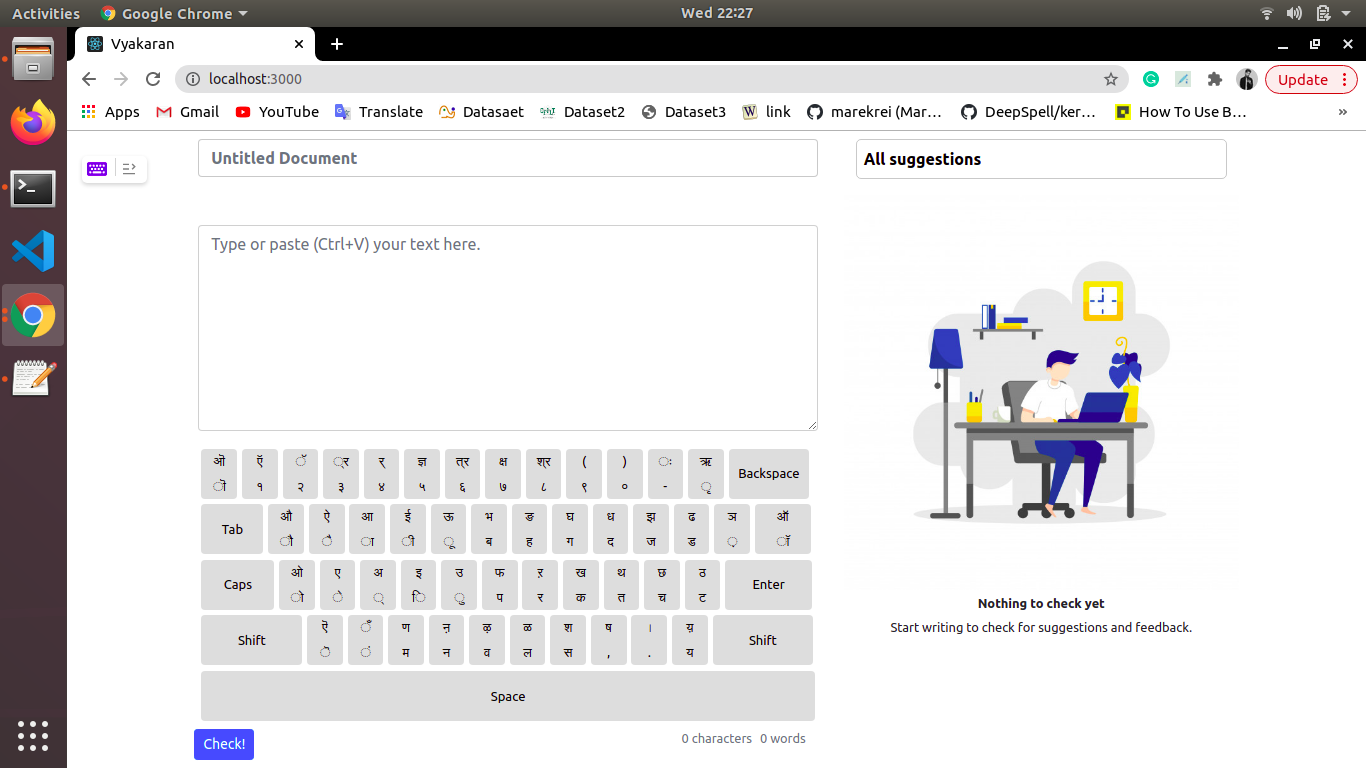 Activities Google Chrome Wed 22:27
Vyakaran
localhost:3000 Update
Apps Gmail YouTube Translate Datasaet Dataset2 Dataset3 link marekrei (Mar... DeepSpell/ker... How To Use B... »
Untitled Document
All suggestions
Type or paste (Ctrl+V) your text here.
ऒ ऍ ॅ ्र र् ज्ञ त्र क्ष श्र ( ) ः ऋ Backspace
ॊ १ २ ३ ४ ५ ६ ७ ८ ९ ० - ृ
Tab औ ऐ आ ई ऊ भ ङ घ ध झ ढ ञ ऑ
ौ ै ा ी ू ब ह ग द ज ड ़ ॉ
Caps ओ ए अ इ उ फ ऱ ख थ छ ठ Enter
ो े ् ि ु प र क त च ट
Shift ऎ ँ ण ऩ ऴ ळ श ष । य़ Shift
ॆ ं म न व ल स , . य
Space
Check! 0 characters 0 words
Nothing to check yet
Start writing to check for suggestions and feedback.